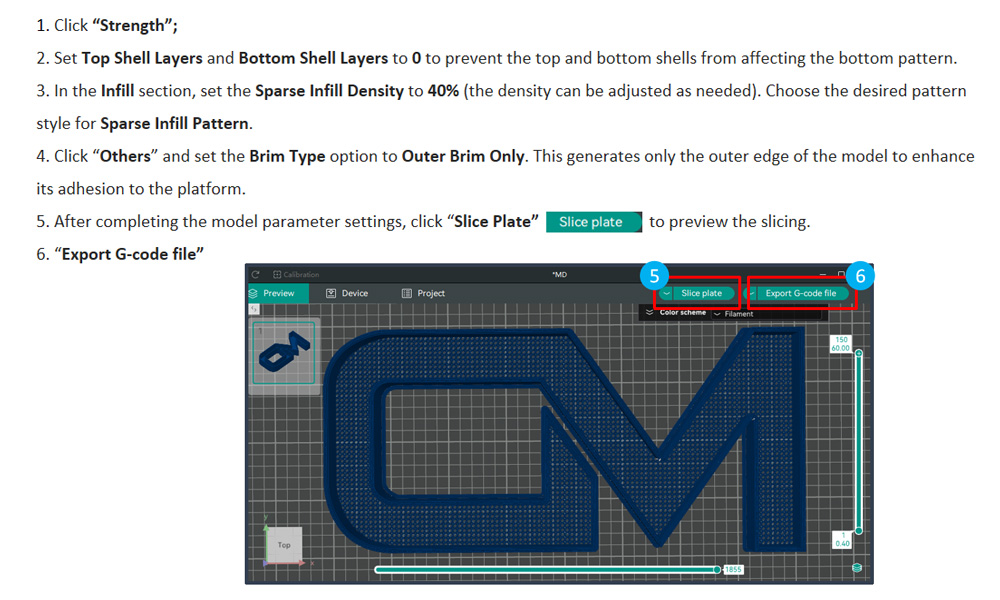 1. Click “Strength”;
2. Set Top Shell Layers and Bottom Shell Layers to 0 to prevent the top and bottom shells from affecting the bottom pattern.
3. In the Infill section, set the Sparse Infill Density to 40% (the density can be adjusted as needed). Choose the desired pattern
style for Sparse Infill Pattern.
4. Click “Others” and set the Brim Type option to Outer Brim Only. This generates only the outer edge of the model to enhance
its adhesion to the platform.
5. After completing the model parameter settings, click “Slice Plate” Slice plate to preview the slicing.
6. “Export G-code file”
Calibration
*MD
5
6
Preview
Device
Project
Slice plate
Export G-code file
Color scheme
Filament
1
150
60.00
Top
1
0.40
1855